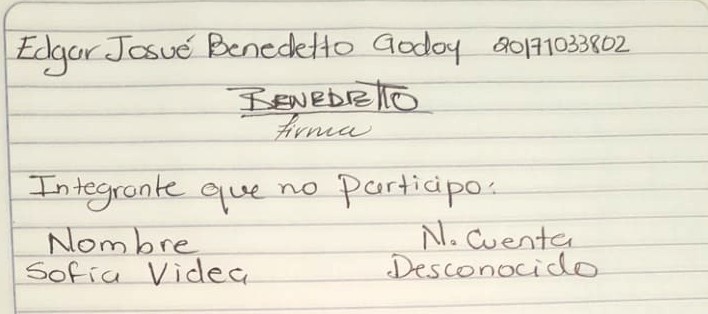 Edgar Josué Benedetto Godoy 20171033802
BENEDETTO
firma
Integrante que no participo:
Nombre N. Cuenta
Sofia Videa Desconocido